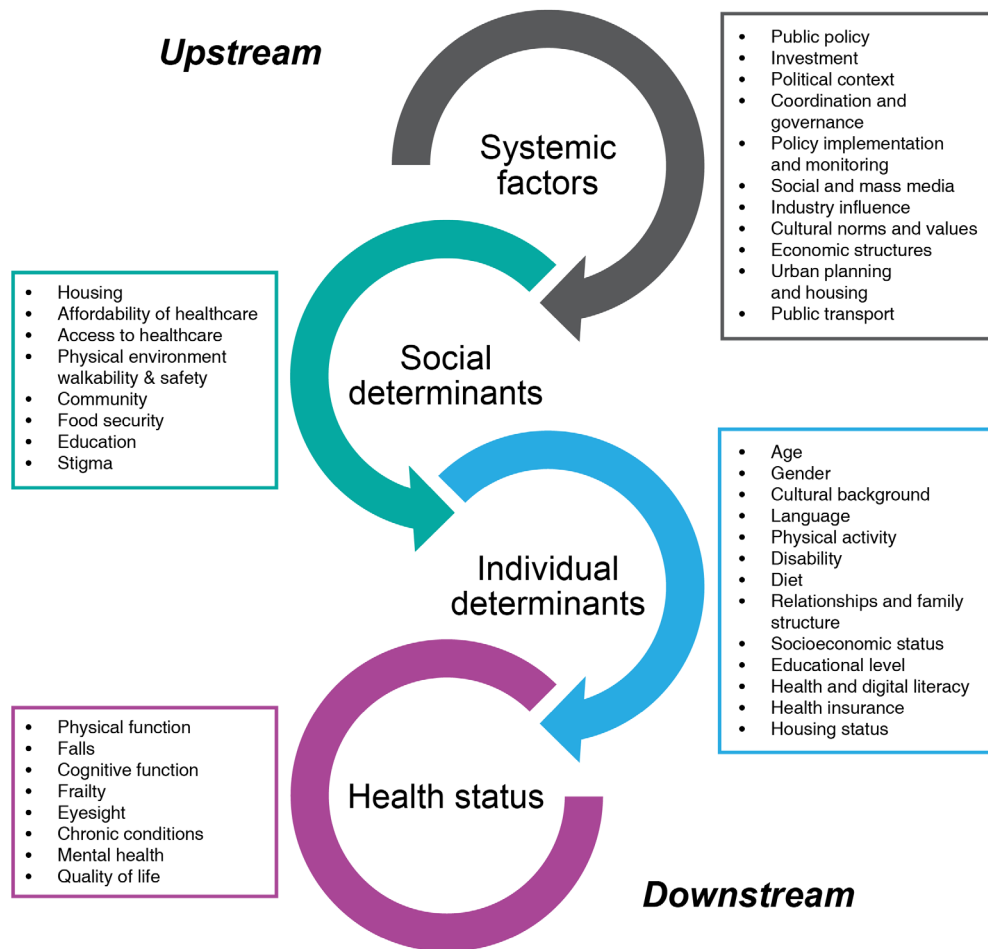 Upstream
Systemic
factors
• Public policy
• Investment
• Political context
• Coordination and
governance
• Policy implementation
and monitoring
• Social and mass media
• Industry influence
• Cultural norms and values
• Economic structures
• Urban planning
and housing
• Public transport
• Housing
• Affordability of healthcare
• Access to healthcare
• Physical environment
walkability & safety
• Community
• Food security
• Education
• Stigma
Social
determinants
Individual
determinants
• Age
• Gender
• Cultural background
• Language
• Physical activity
• Disability
• Diet
• Relationships and family
structure
• Socioeconomic status
• Educational level
• Health and digital literacy
• Health insurance
• Housing status
• Physical function
• Falls
• Cognitive function
• Frailty
• Eyesight
• Chronic conditions
• Mental health
• Quality of life
Health status
Downstream